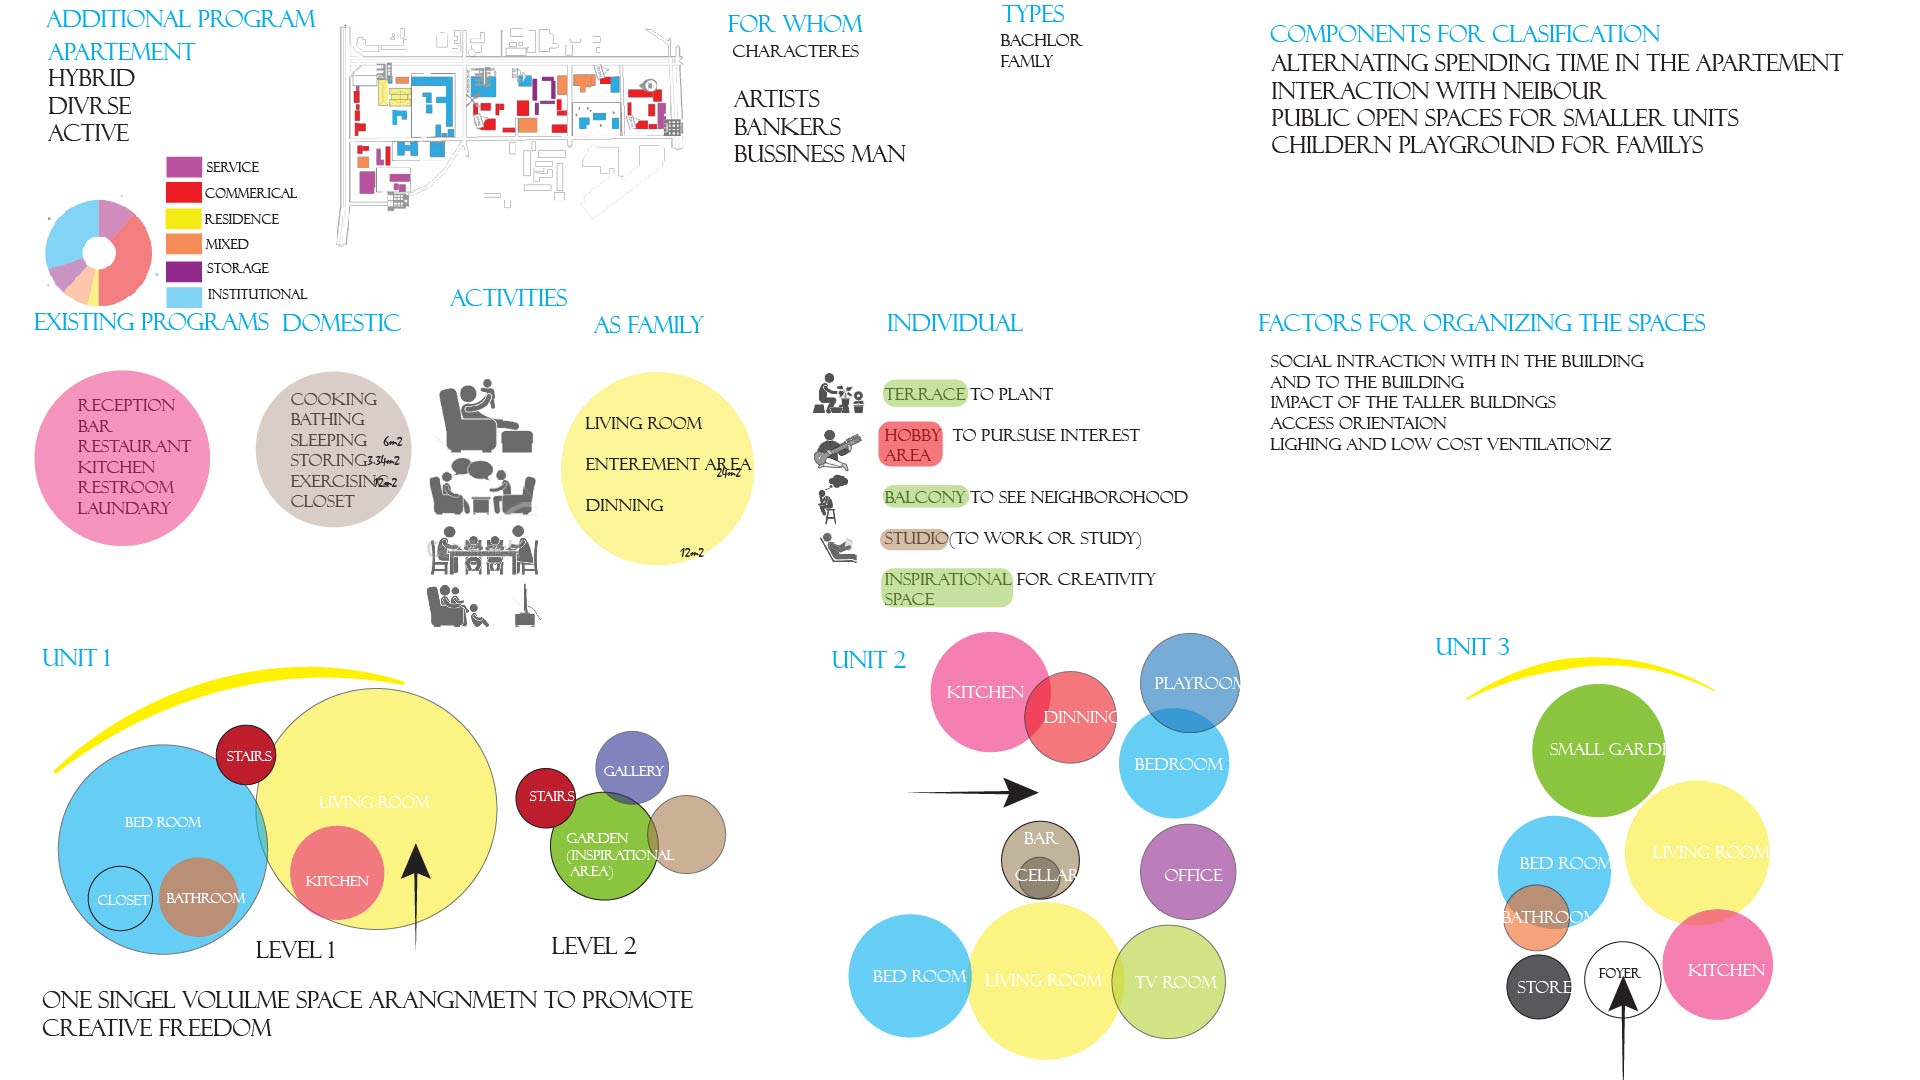 ADDITIONAL PROGRAM
APARTEMENT
HYBRID
DIVRSE
ACTIVE
SERVICE
COMMERICAL
RESIDENCE
MIXED
STORAGE
INSTITUTIONAL
FOR WHOM
CHARACTERES
ARTISTS
BANKERS
BUSSINESS MAN
TYPES
BACHLOR
FAMLY
COMPONENTS FOR CLASIFICATION
ALTERNATING SPENDING TIME IN THE APARTEMENT
INTERACTION WITH NEIBOUR
PUBLIC OPEN SPACES FOR SMALLER UNITS
CHILDERN PLAYGROUND FOR FAMILYS
EXISTING PROGRAMS
RECEPTION
BAR
RESTAURANT
KITCHEN
RESTROOM
LAUNDARY
DOMESTIC
COOKING
BATHING
SLEEPING 6m2
STORING 3.34m2
EXERCISING 12m2
CLOSET
ACTIVITIES
AS FAMILY
LIVING ROOM
ENTEREMENT AREA
24m2
DINNING
12m2
INDIVIDUAL
TERRACE TO PLANT
HOBBY TO PURSUSE INTEREST
AREA
BALCONY TO SEE NEIGHBOROHOOD
STUDIO(TO WORK OR STUDY)
INSPIRATIONAL FOR CREATIVITY
SPACE
FACTORS FOR ORGANIZING THE SPACES
SOCIAL INTRACTION WITH IN THE BUILDING
AND TO THE BUILDING
IMPACT OF THE TALLER BULDINGS
ACCESS ORIENTAION
LIGHING AND LOW COST VENTILATIONZ
UNIT 1
STAIRS
LIVING ROOM
BED ROOM
KITCHEN
CLOSET
BATHROOM
LEVEL 1
GALLERY
STAIRS
GARDEN
(INSPIRATIONAL
AREA)
LEVEL 2
ONE SINGEL VOLULME SPACE ARANGNMETN TO PROMOTE
CREATIVE FREEDOM
UNIT 2
KITCHEN
DINNING
PLAYROOM
BEDROOM
BAR
CELLAR
OFFICE
BED ROOM
LIVING ROOM
TV ROOM
UNIT 3
SMALL GARDE
BED ROOM
LIVING ROOM
BATHROOM
STORE
FOYER
KITCHEN